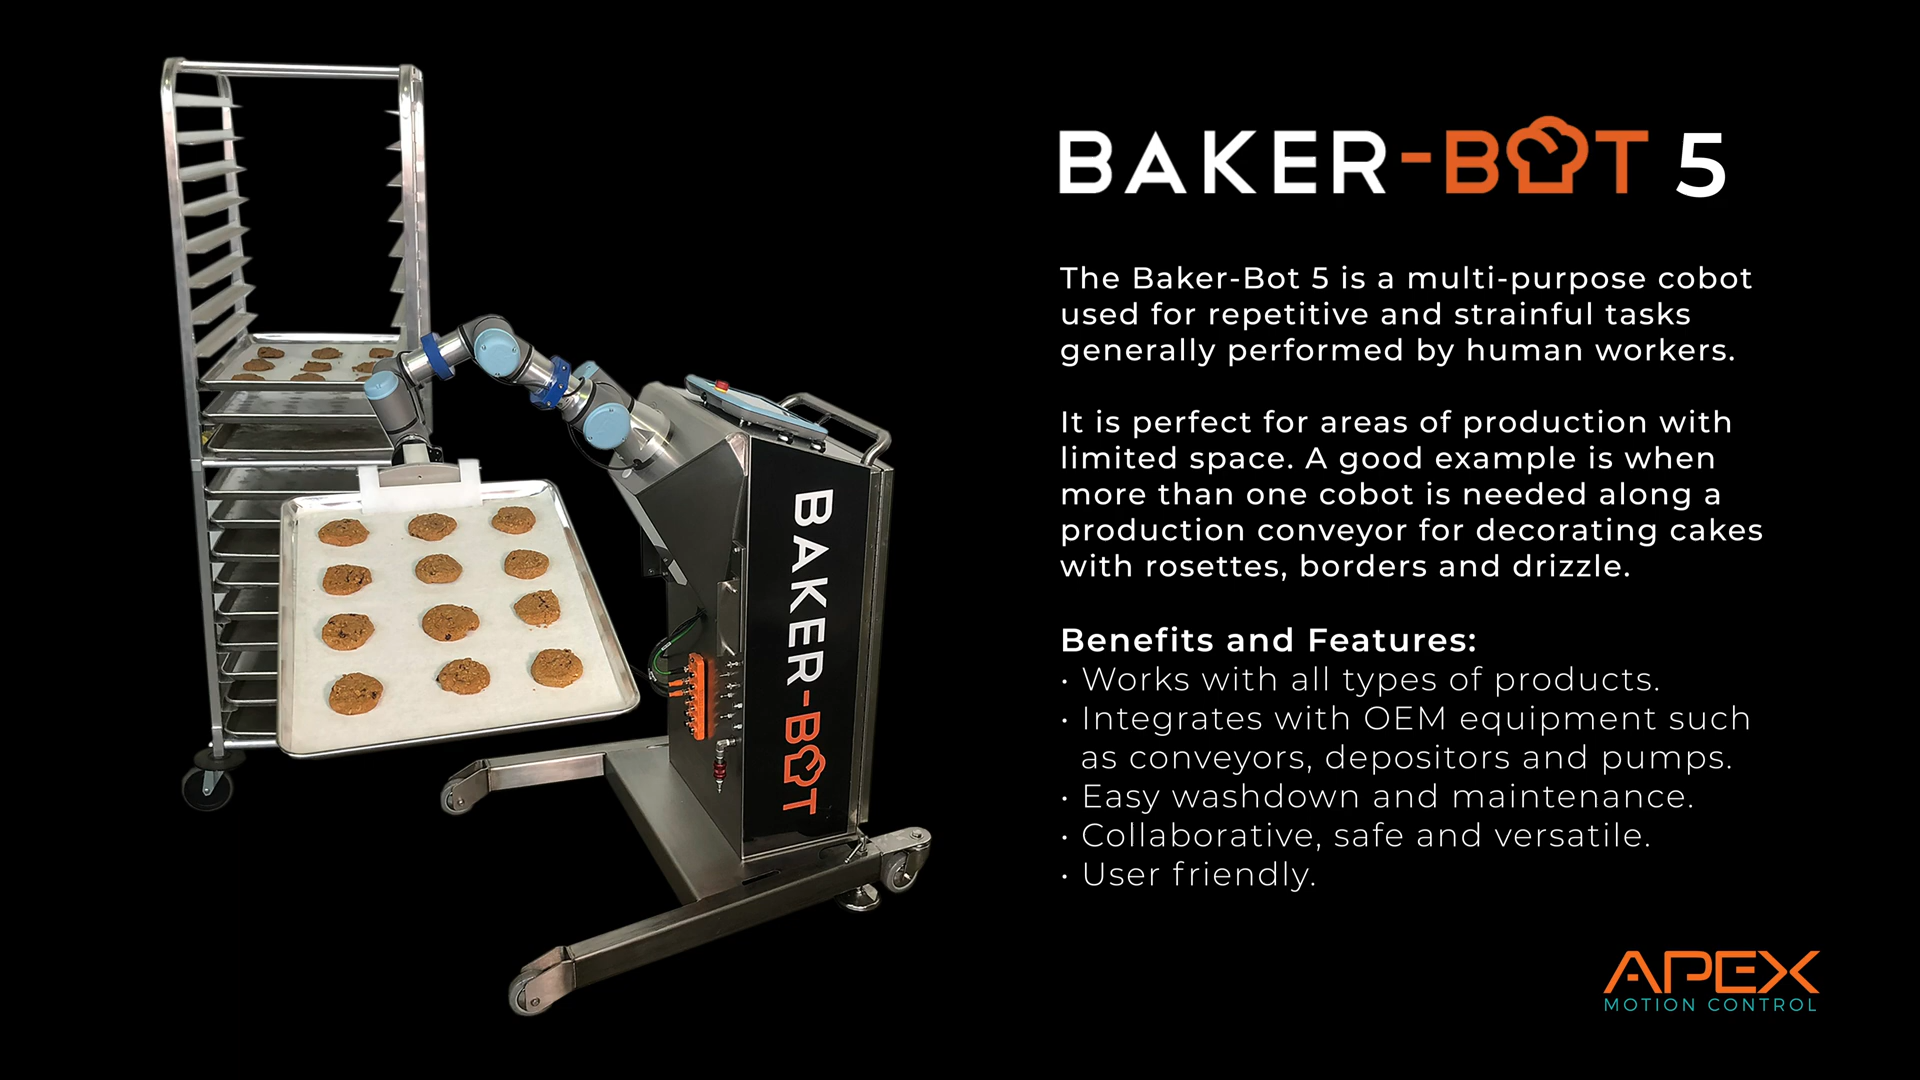 BAKER-BOT 5
The Baker-Bot 5 is a multi-purpose cobot
used for repetitive and strainful tasks
generally performed by human workers.
It is perfect for areas of production with
limited space. A good example is when
more than one cobot is needed along a
production conveyor for decorating cakes
with rosettes, borders and drizzle.
Benefits and Features:
· Works with all types of products.
· Integrates with OEM equipment such
as conveyors, depositors and pumps.
· Easy washdown and maintenance.
· Collaborative, safe and versatile.
· User friendly.
BAKER-BOT
APEX
MOTION CONTROL